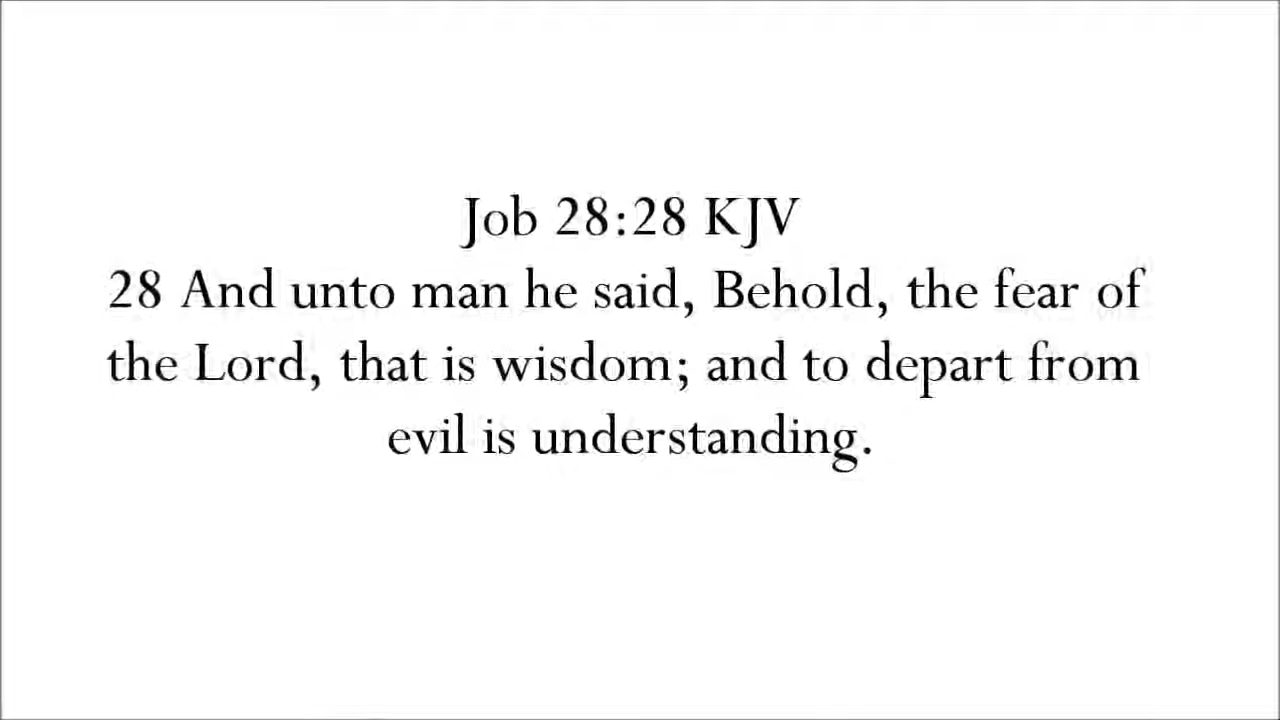 Job 28:28 KJV
28 And unto man he said, Behold, the fear of
the Lord, that is wisdom; and to depart from
evil is understanding.